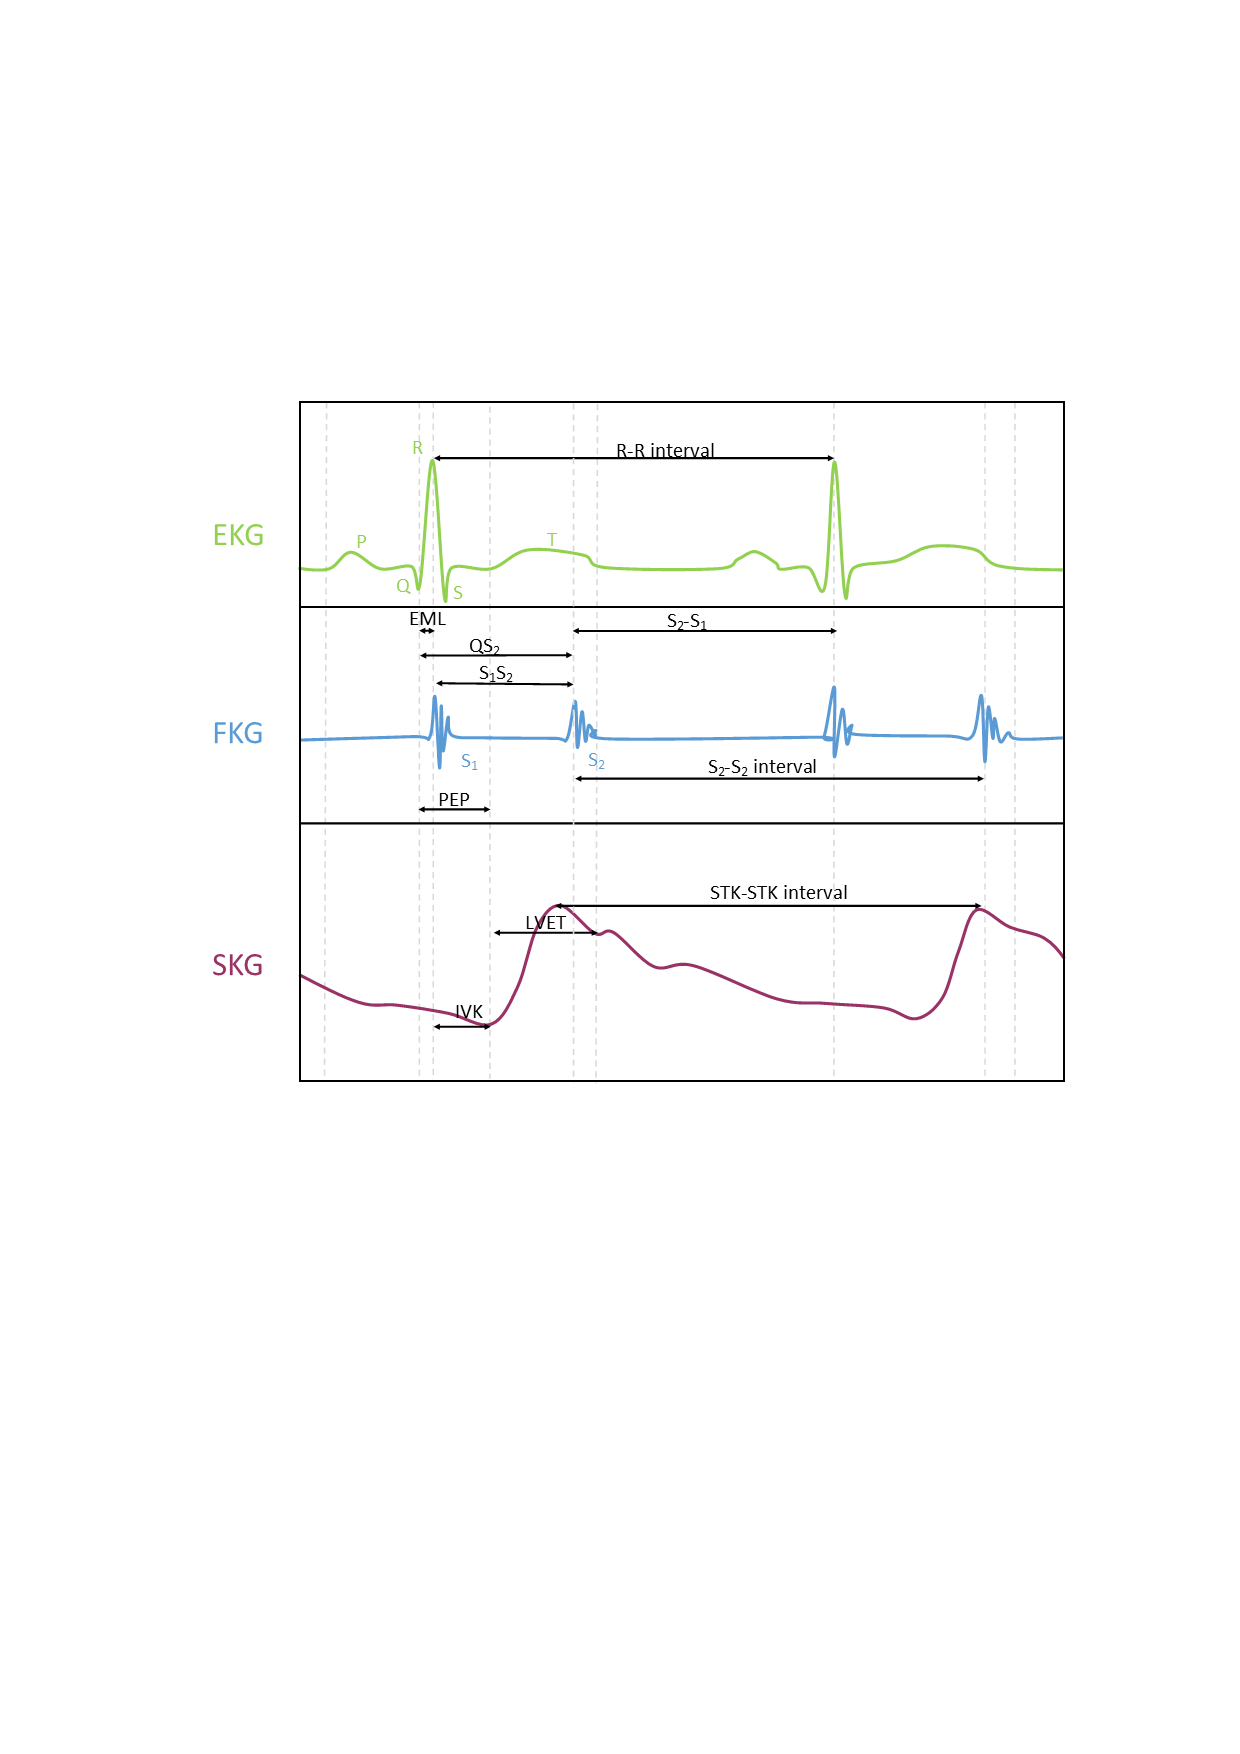 R
R-R interval
EKG
P
T
Q
S
EML
S₂-S₁
QS₂
S₁S₂
FKG
S₁
S₂
S₂-S₂ interval
PEP
STK-STK interval
LVET
SKG
IVK